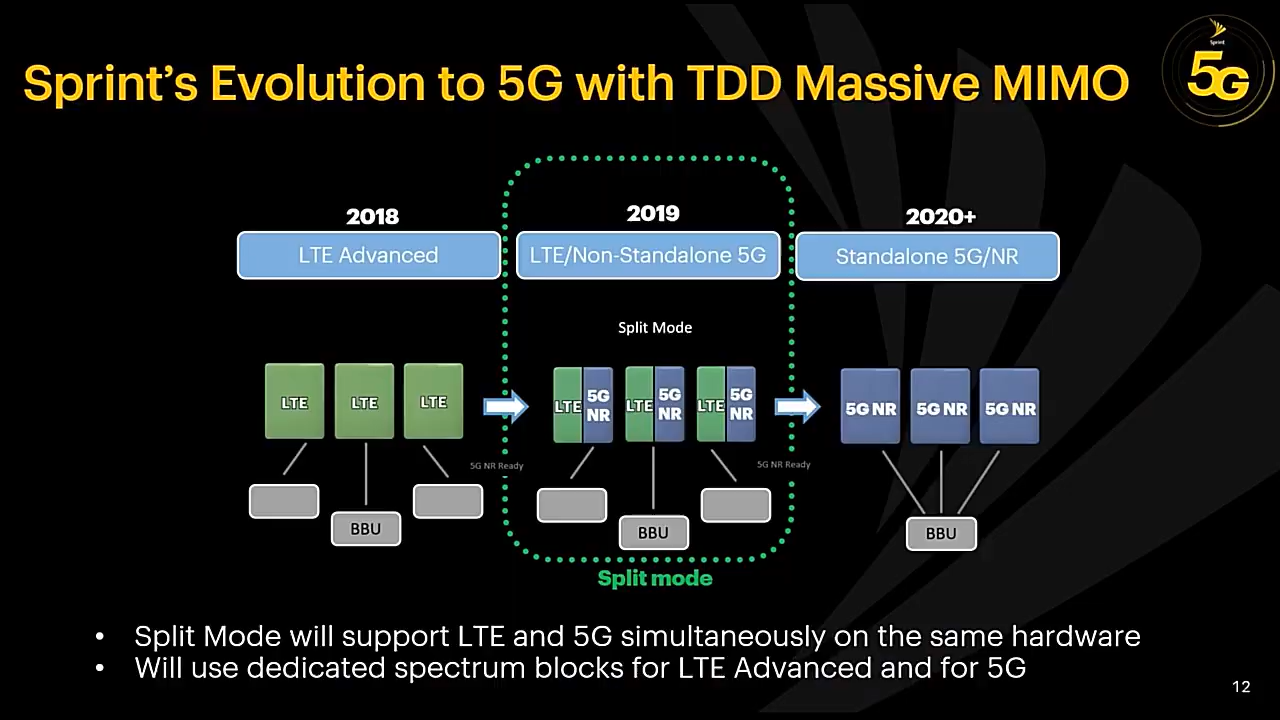 Sprint
5G
Sprint's Evolution to 5G with TDD Massive MIMO
2018
2019
2020+
LTE Advanced
LTE/Non-Standalone 5G
Standalone 5G/NR
Split Mode
LTE
LTE
LTE
LTE
5G
NR
LTE
5G
NR
LTE
5G
NR
5G NR
5G NR
5G NR
5G NR Ready
5G NR Ready
BBU
BBU
BBU
Split mode
• Split Mode will support LTE and 5G simultaneously on the same hardware
• Will use dedicated spectrum blocks for LTE Advanced and for 5G
12